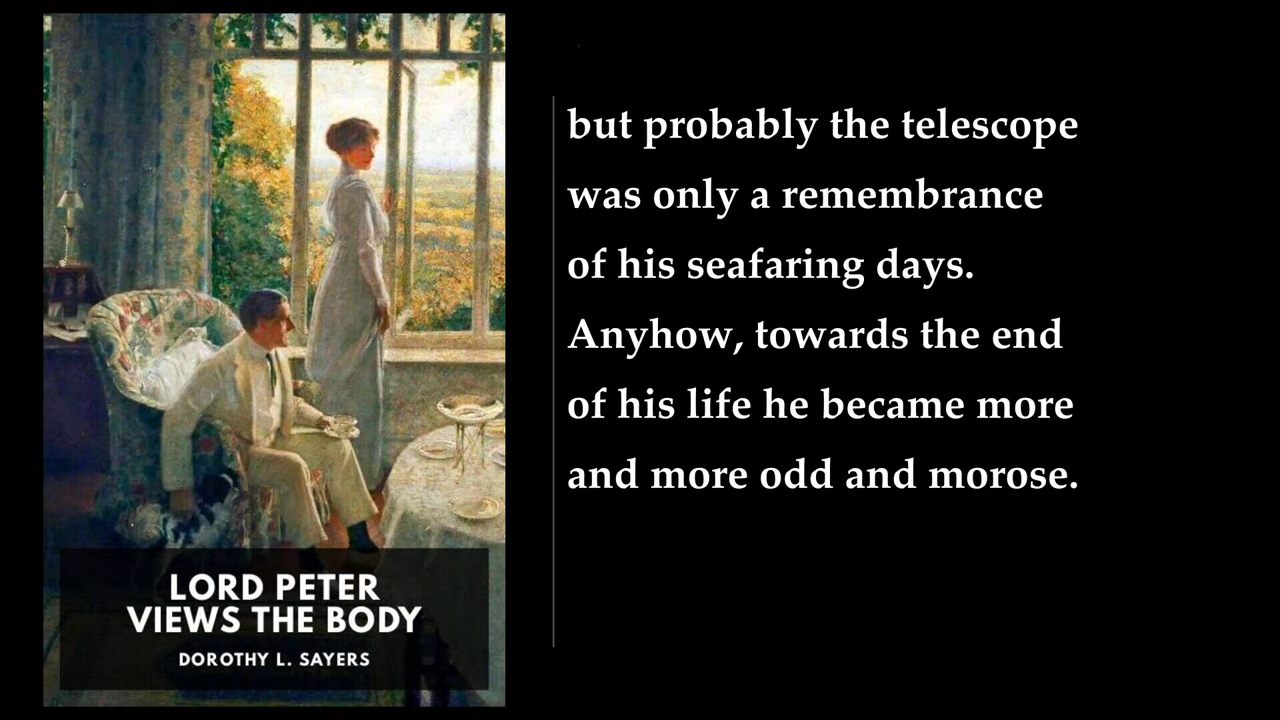 but probably the telescope
was only a remembrance
of his seafaring days.
Anyhow, towards the end
of his life he became more
and more odd and morose.
LORD PETER
VIEWS THE BODY
DOROTHY L. SAYERS